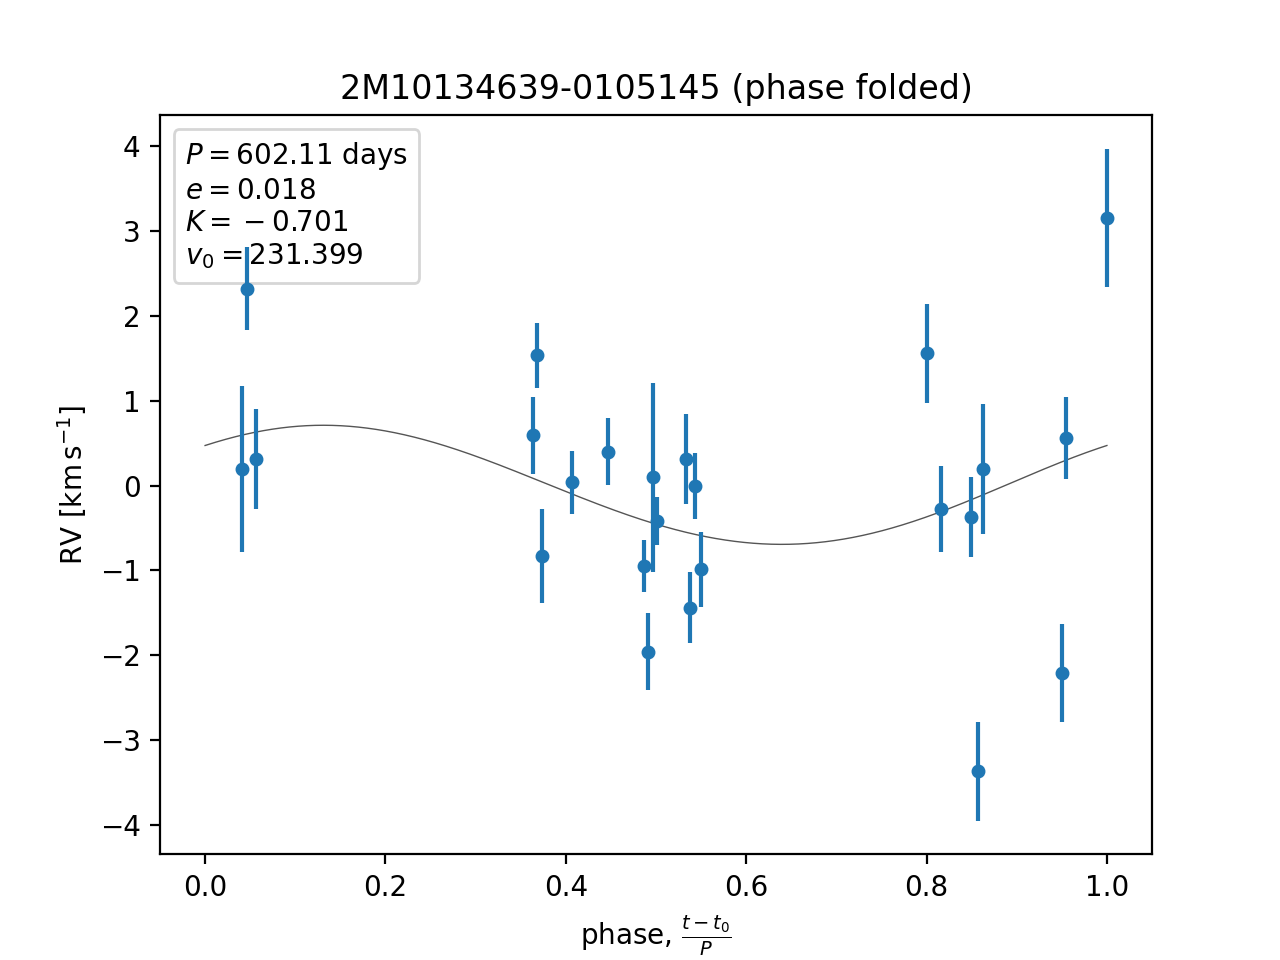 2M10134639-0105145 (phase folded)
P = 602.11 days
e = 0.018
K = −0.701
v₀ = 231.399
RV [km s⁻¹]
4
3
2
1
0
−1
−2
−3
−4
0.0 0.2 0.4 0.6 0.8 1.0
phase, (t − t₀)/P